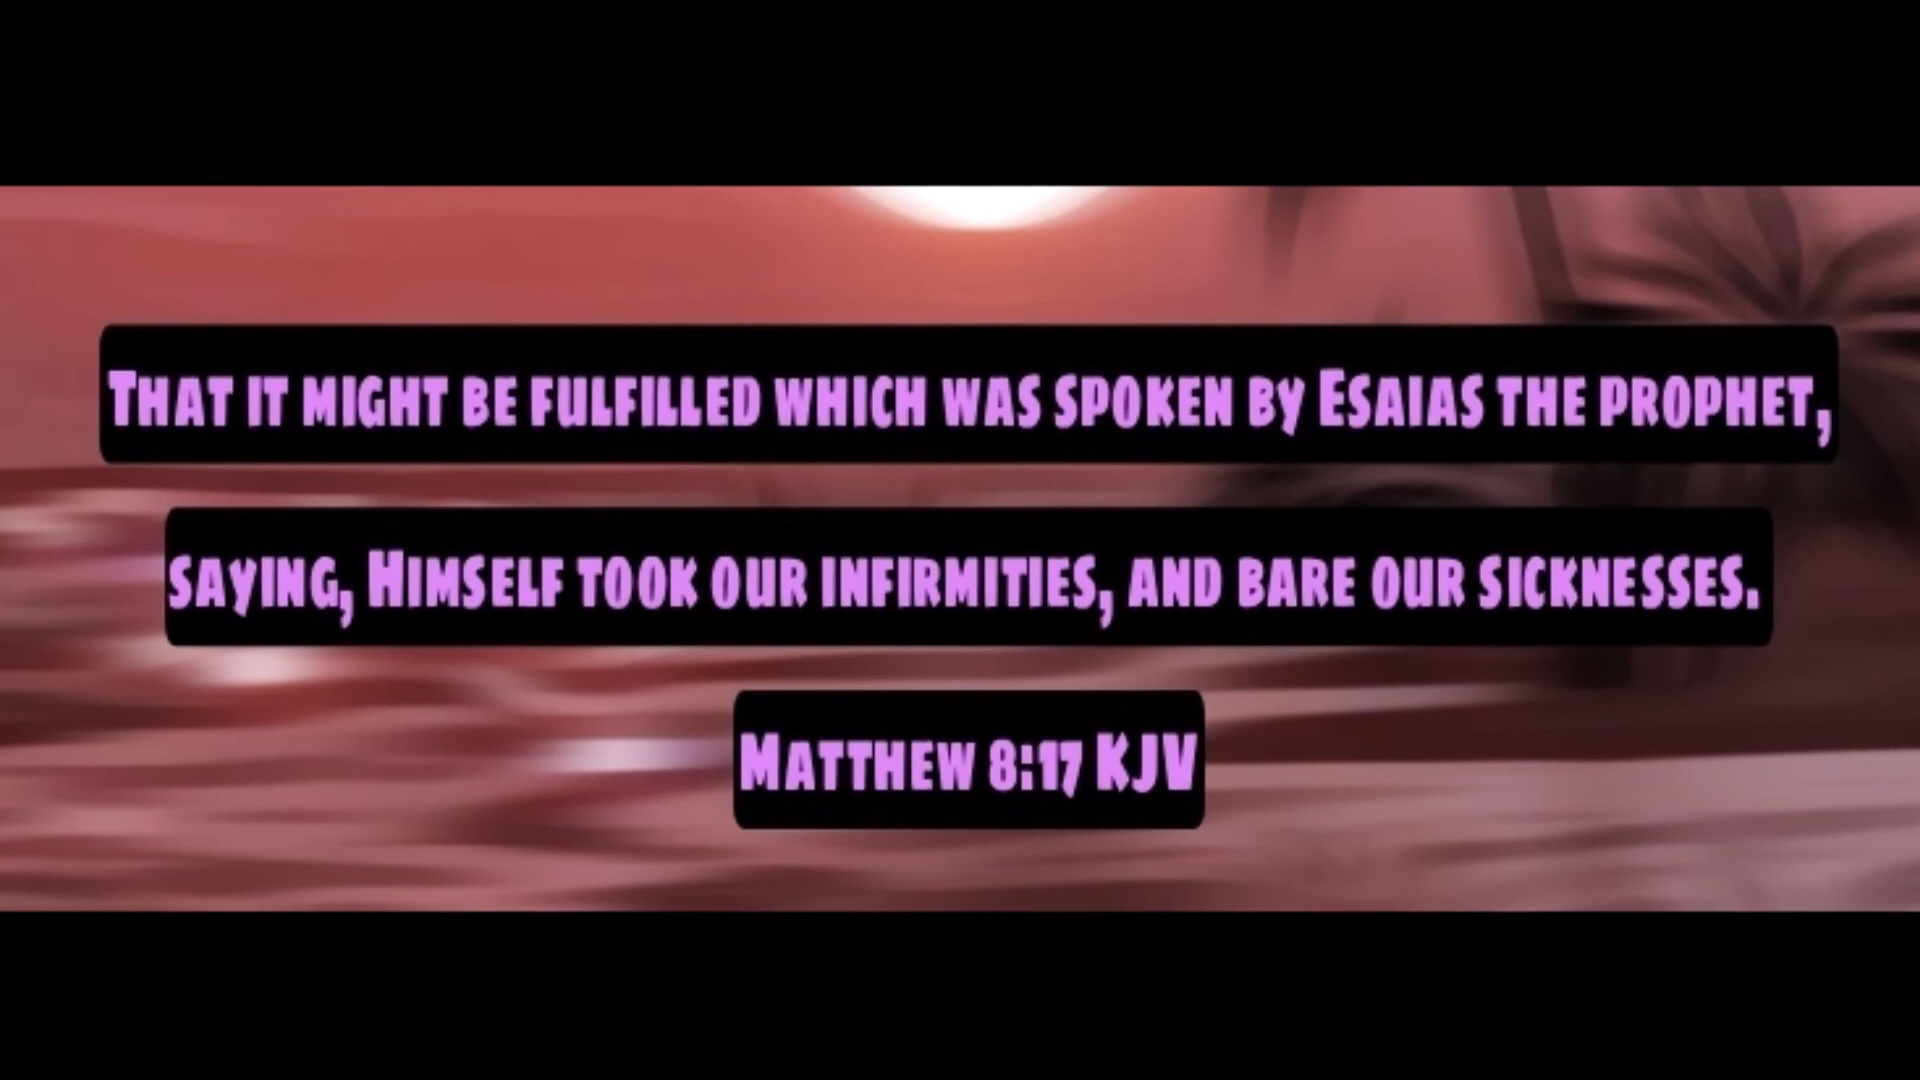 That it might be fulfilled which was spoken by Esaias the prophet,
saying, Himself took our infirmities, and bare our sicknesses.
Matthew 8:17 KJV